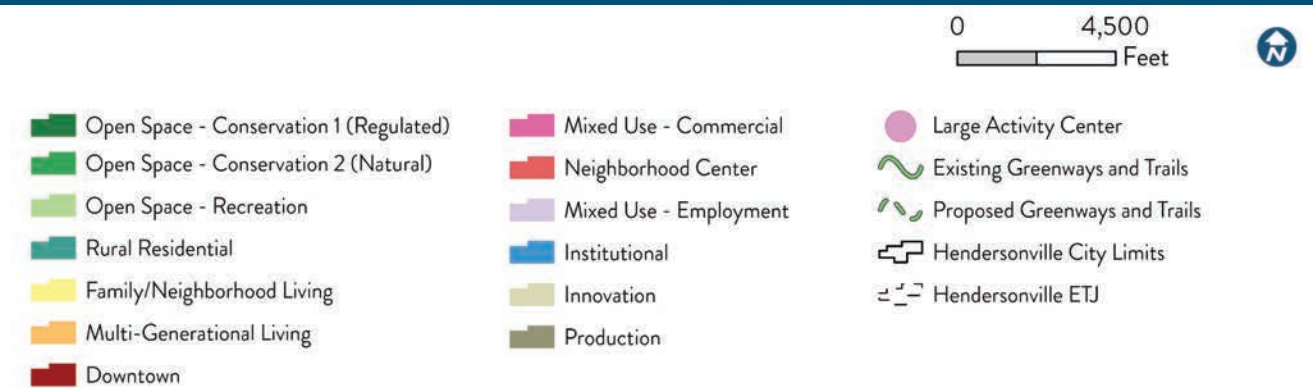 0 4,500
Feet
N
Open Space - Conservation 1 (Regulated)
Open Space - Conservation 2 (Natural)
Open Space - Recreation
Rural Residential
Family/Neighborhood Living
Multi-Generational Living
Downtown
Mixed Use - Commercial
Neighborhood Center
Mixed Use - Employment
Institutional
Innovation
Production
Large Activity Center
Existing Greenways and Trails
Proposed Greenways and Trails
Hendersonville City Limits
Hendersonville ETJ